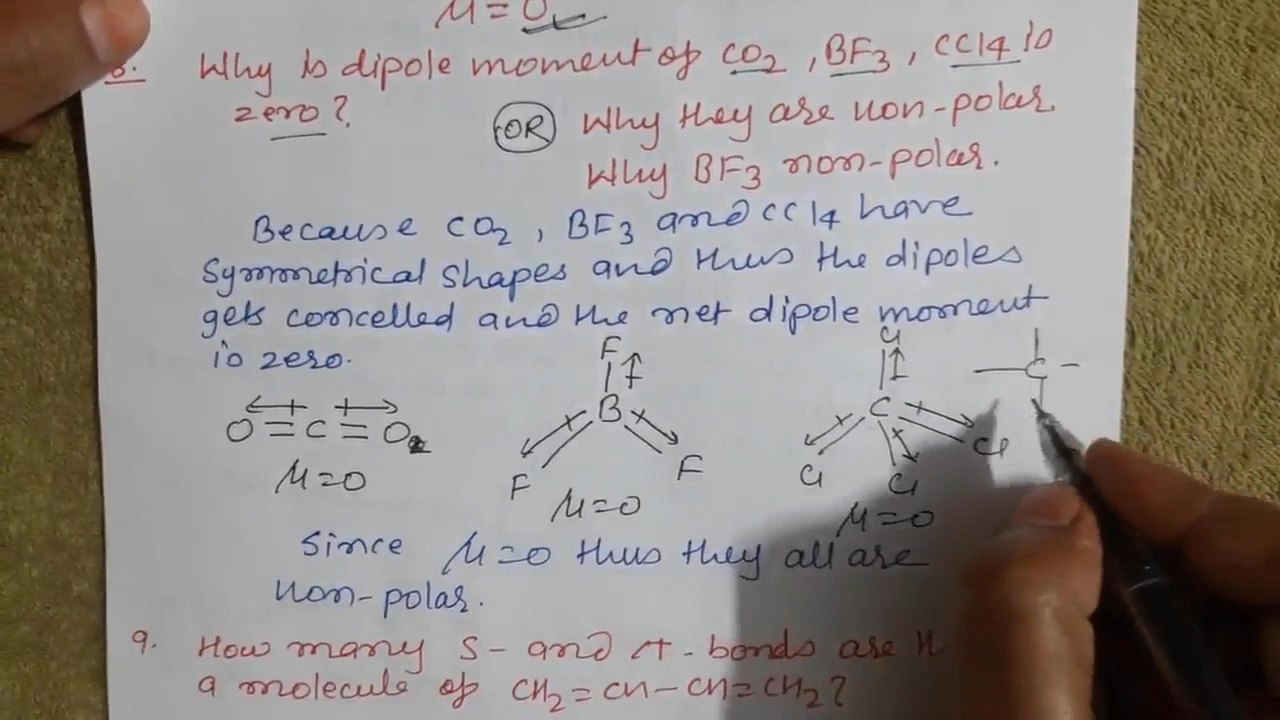 μ=0
8. Why is dipole moment of CO2, BF3, CCl4 is
zero?
OR Why they are non-polar.
Why BF3 non-polar.
Because CO2, BF3 and CCl4 have
Symmetrical shapes and thus the dipoles
gets concelled and the net dipole moment
is zero.
O=C=O
μ=0
F
B
F F
μ=0
Cl
C
Cl Cl Cl
μ=0
C
Since μ=0 thus they all are
non-polar.
9. How many s- and π-bonds are
a molecule of CH2=CH-CH=CH2?